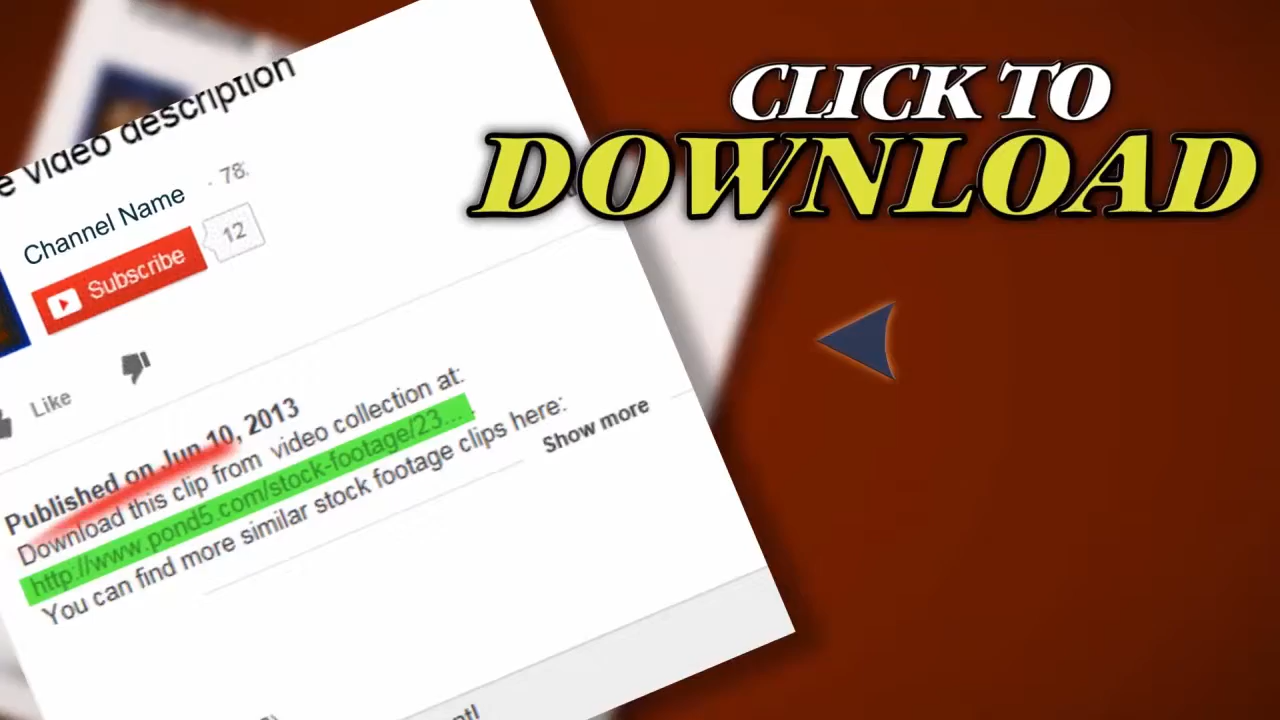 CLICK TO
DOWNLOAD
video description
Channel Name
Subscribe
12
Like
Published on Jun 10, 2013
Download this clip from video collection at:
http://www.pond5.com/stock-footage/23...
You can find more similar stock footage clips here:
Show more